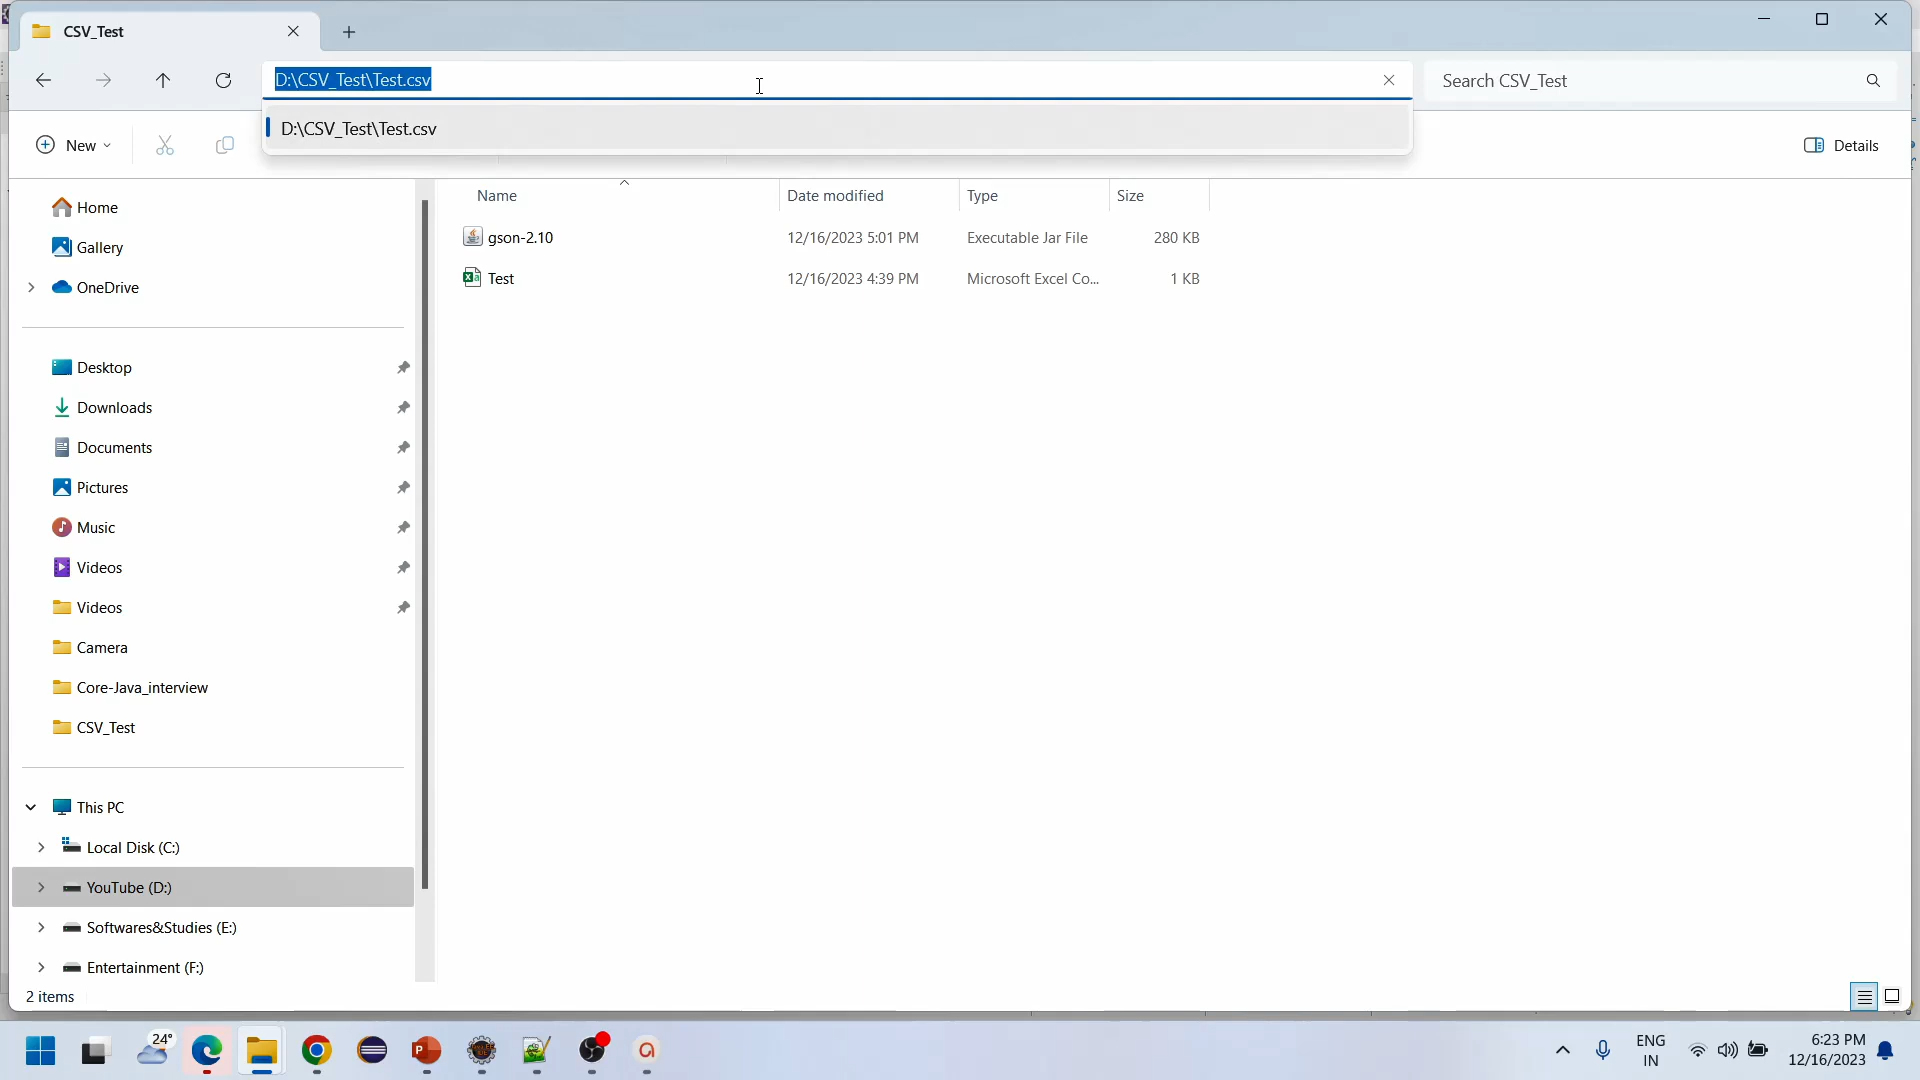 CSV_Test
D:\CSV_Test\Test.csv
Search CSV_Test
D:\CSV_Test\Test.csv
New
Details
Name Date modified Type Size
gson-2.10 12/16/2023 5:01 PM Executable Jar File 280 KB
Test 12/16/2023 4:39 PM Microsoft Excel Co... 1 KB
Home
Gallery
OneDrive
Desktop
Downloads
Documents
Pictures
Music
Videos
Videos
Camera
Core-Java_interview
CSV_Test
This PC
Local Disk (C:)
YouTube (D:)
Softwares&Studies (E:)
Entertainment (F:)
2 items
24°
ENG
IN
6:23 PM
12/16/2023